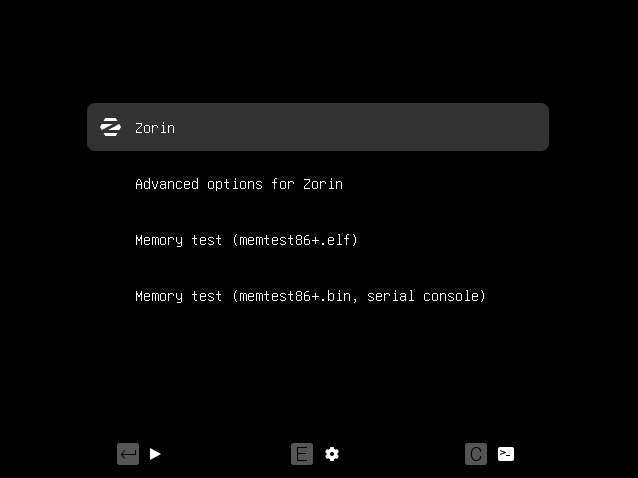 Zorin
Advanced options for Zorin
Memory test (memtest86+.elf)
Memory test (memtest86+.bin, serial console)
E
C